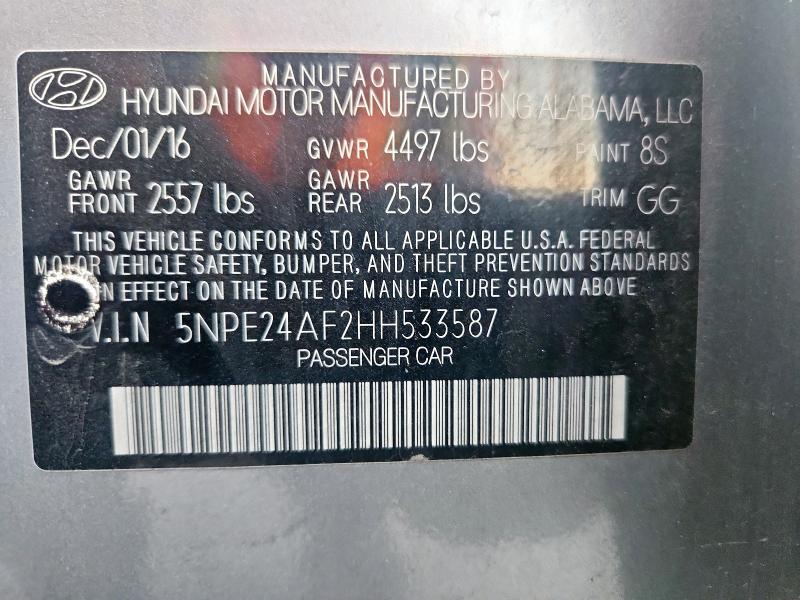 MANUFACTURED BY
HYUNDAI MOTOR MANUFACTURING ALABAMA, LLC
Dec/01/16 GVWR 4497 lbs PAINT 8S
GAWR FRONT 2557 lbs GAWR REAR 2513 lbs TRIM GG
THIS VEHICLE CONFORMS TO ALL APPLICABLE U.S.A. FEDERAL
MOTOR VEHICLE SAFETY, BUMPER, AND THEFT PREVENTION STANDARDS
IN EFFECT ON THE DATE OF MANUFACTURE SHOWN ABOVE
V.I.N 5NPE24AF2HH533587
PASSENGER CAR